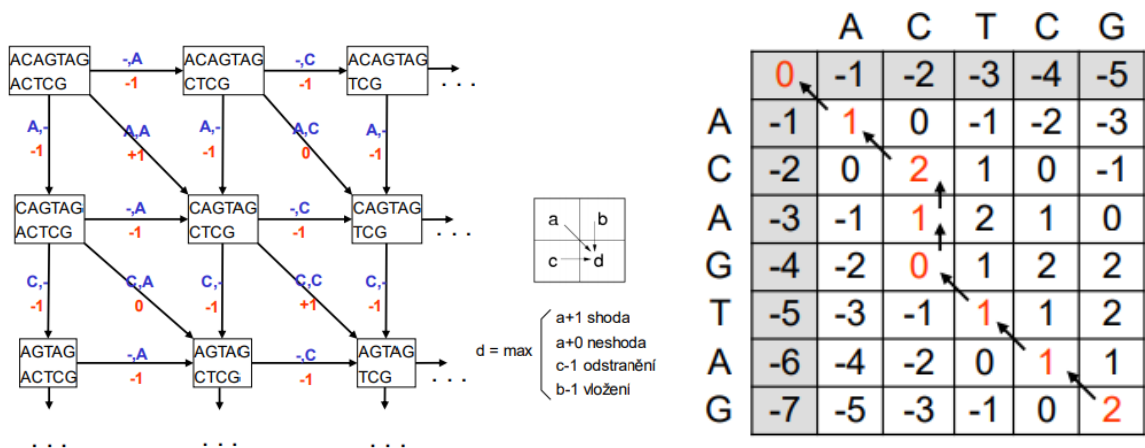 ACAGTAG -,A ACAGTAG -,C ACAGTAG
ACTCG -1 CTCG -1 TCG . . .
A,- A,A A,- A,C A,-
-1 +1 -1 0 -1
CAGTAG -,A CAGTAG -,C CAGTAG
ACTCG -1 CTCG -1 TCG . . .
C,- C,A C,- C,C C,-
-1 0 -1 +1 -1
AGTAG -,C AGTAG -,C AGTAG
ACTCG -1 CTCG -1 TCG . . .
. . . . . . . . .
a b
c d
d = max
a+1 shoda
a+0 neshoda
c-1 odstranění
b-1 vložení
A C T C G
0 -1 -2 -3 -4 -5
A -1 1 0 -1 -2 -3
C -2 0 2 1 0 -1
A -3 -1 1 2 1 0
G -4 -2 0 1 2 2
T -5 -3 -1 1 1 2
A -6 -4 -2 0 1 1
G -7 -5 -3 -1 0 2